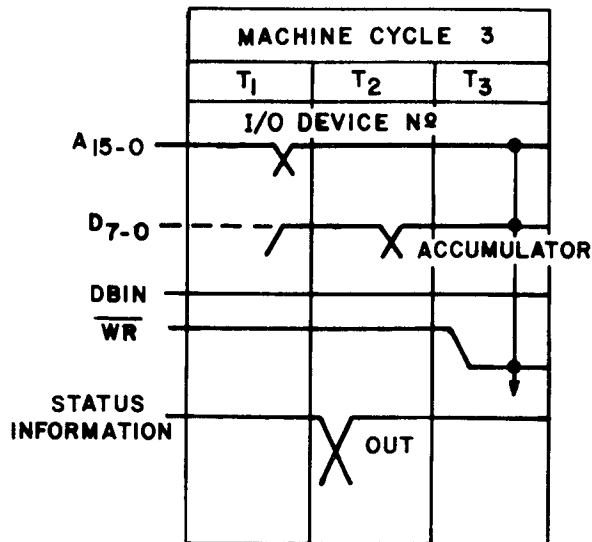 MACHINE CYCLE 3
T1 T2 T3
I/O DEVICE Nº
A15-0
D7-0
ACCUMULATOR
DBIN
WR
STATUS
INFORMATION
OUT